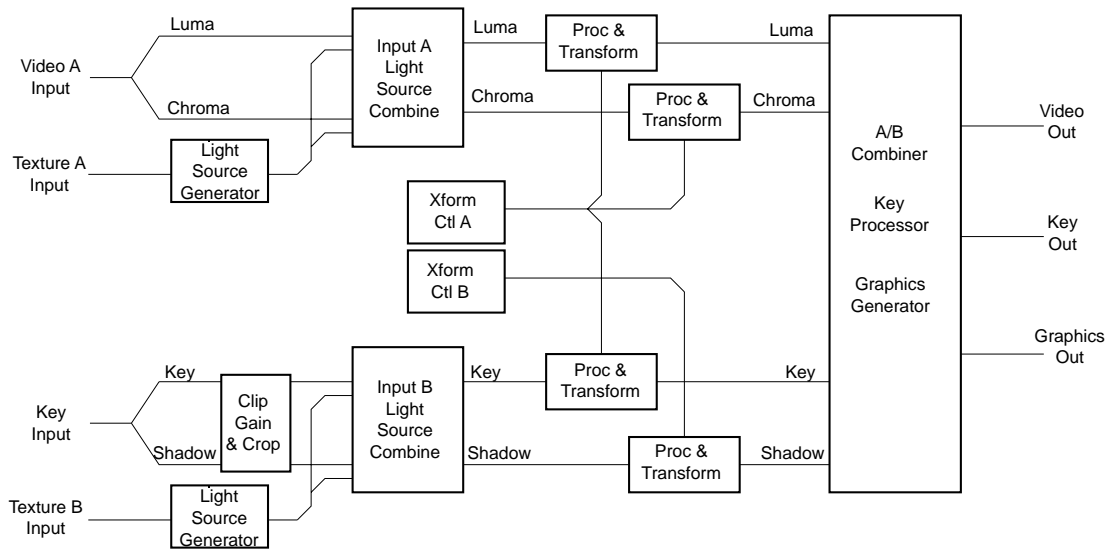 Luma
Video A
Input
Chroma
Texture A
Input
Light
Source
Generator
Input A
Light
Source
Combine
Luma
Chroma
Proc &
Transform
Proc &
Transform
Luma
Chroma
Xform
Ctl A
Xform
Ctl B
A/B
Combiner
Key
Processor
Graphics
Generator
Video
Out
Key
Out
Graphics
Out
Key
Key
Input
Shadow
Clip
Gain
& Crop
Texture B
Input
Light
Source
Generator
Input B
Light
Source
Combine
Key
Shadow
Proc &
Transform
Proc &
Transform
Key
Shadow